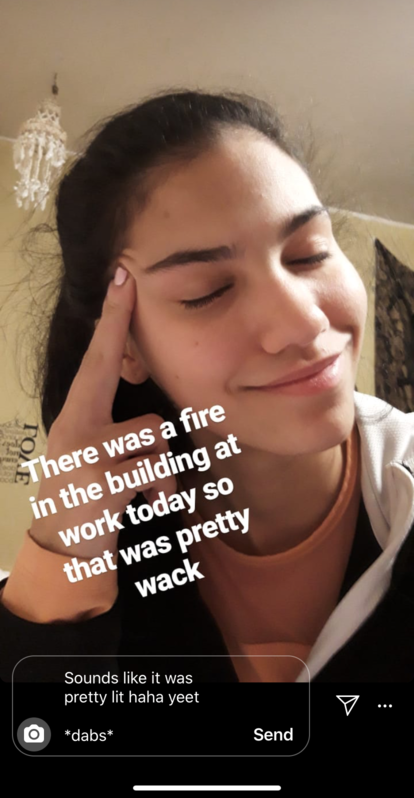 There was a fire
in the building at
work today so
that was pretty
wack
Sounds like it was
pretty lit haha yeet
*dabs*
Send